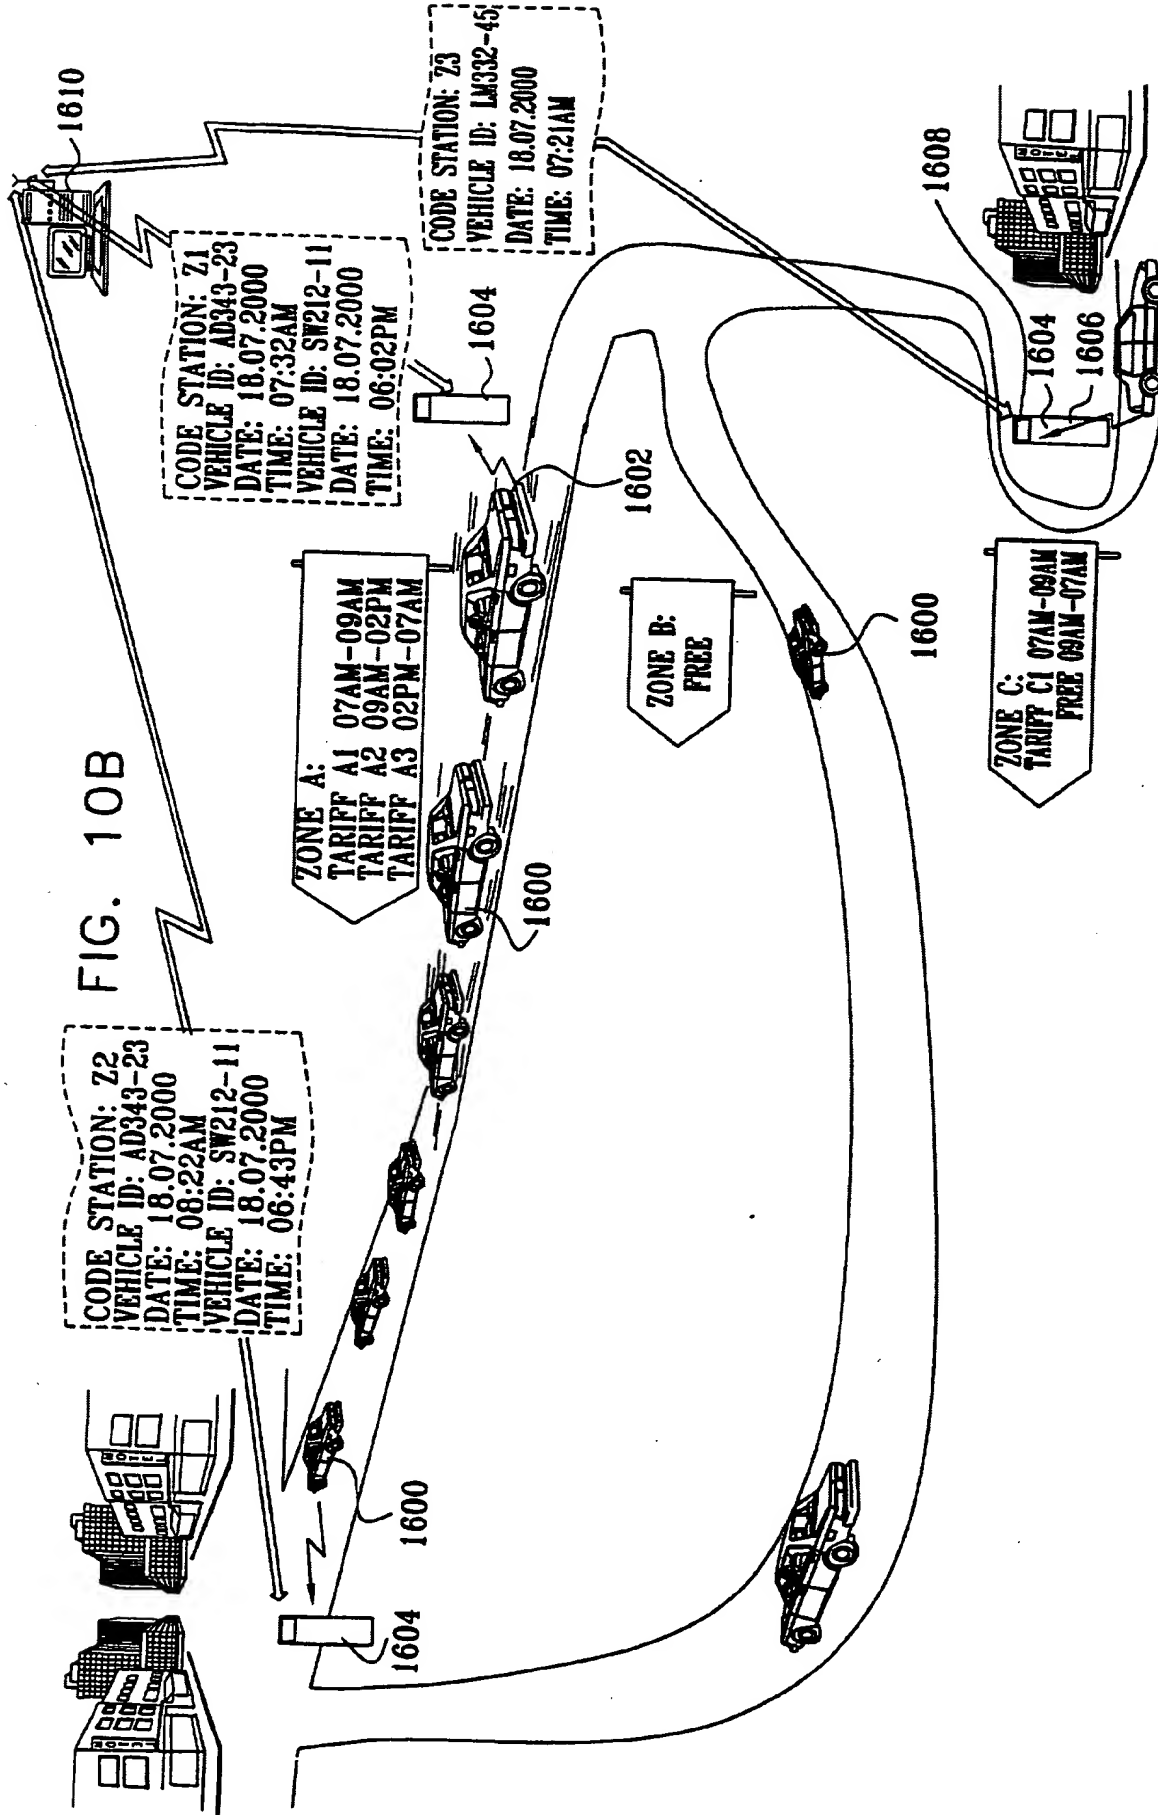 FIG. 10B
CODE STATION: Z2
VEHICLE ID: AD343-23
DATE: 18.07.2000
TIME: 08:22AM
VEHICLE ID: SW212-11
DATE: 18.07.2000
TIME: 06:43PM
1610
CODE STATION: Z1
VEHICLE ID: AD343-23
DATE: 18.07.2000
TIME: 07:32AM
VEHICLE ID: SW212-11
DATE: 18.07.2000
TIME: 06:02PM
CODE STATION: Z3
VEHICLE ID: LM332-45
DATE: 18.07.2000
TIME: 07:21AM
1604
ZONE A:
TARIFF A1 07AM-09AM
TARIFF A2 09AM-02PM
TARIFF A3 02PM-07AM
1602
1600
1600
1604
ZONE B:
FREE
1600
1608
1604
1606
ZONE C:
TARIFF C1 07AM-09AM
FREE 09AM-07AM